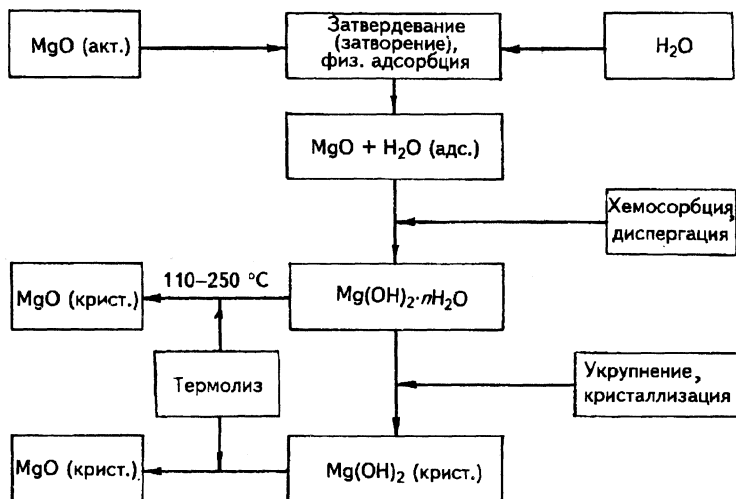 MgO (акт.)
Затвердевание
(затворение),
физ. адсорбция
H₂O
MgO + H₂O (адс.)
Хемосорбция,
диспергация
110–250 °C
MgO (крист.)
Mg(OH)₂·nH₂O
Термолиз
Укрупнение,
кристаллизация
MgO (крист.)
Mg(OH)₂ (крист.)